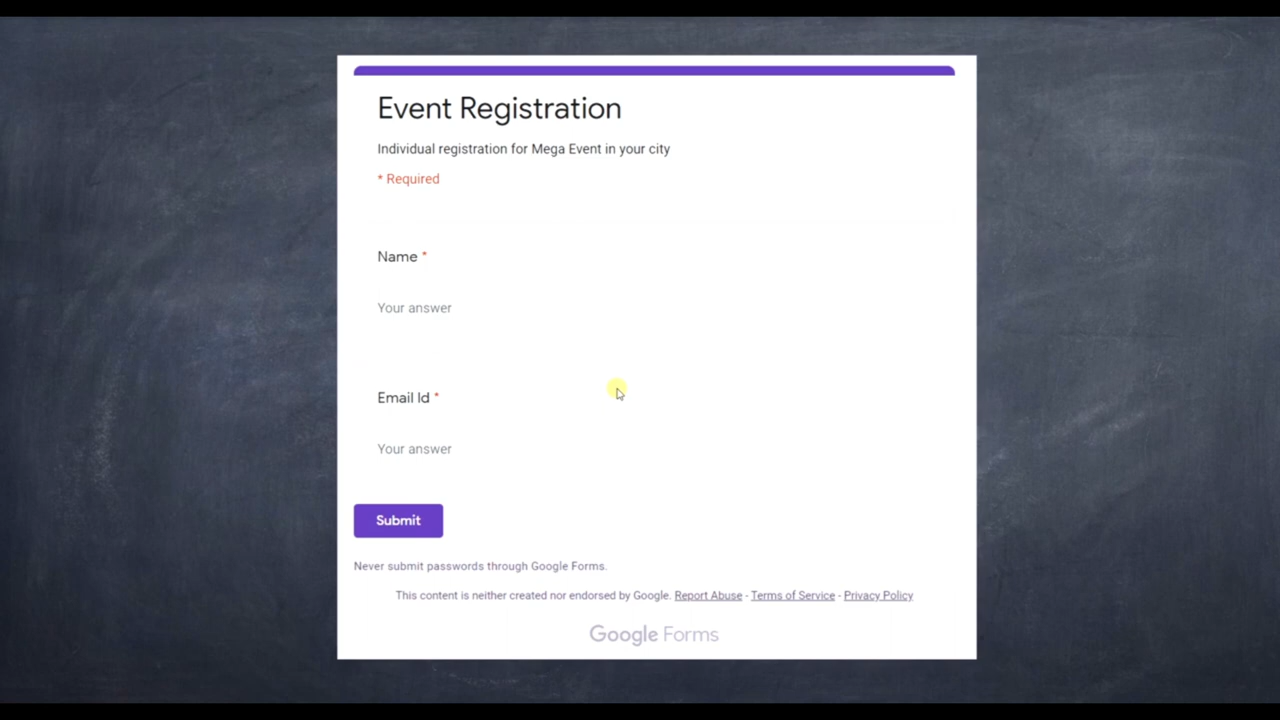 Event Registration
Individual registration for Mega Event in your city
* Required
Name *
Your answer
Email Id *
Your answer
Submit
Never submit passwords through Google Forms.
This content is neither created nor endorsed by Google. Report Abuse - Terms of Service - Privacy Policy
Google Forms